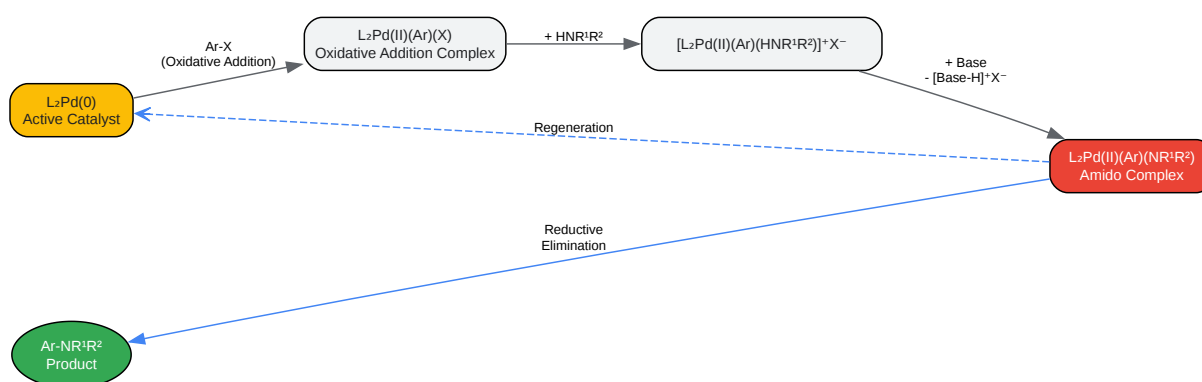 Ar-X
(Oxidative Addition)
L₂Pd(II)(Ar)(X)
Oxidative Addition Complex
+ HNR¹R²
[L₂Pd(II)(Ar)(HNR¹R²)]⁺X⁻
+ Base
- [Base-H]⁺X⁻
L₂Pd(0)
Active Catalyst
Regeneration
L₂Pd(II)(Ar)(NR¹R²)
Amido Complex
Reductive
Elimination
Ar-NR¹R²
Product